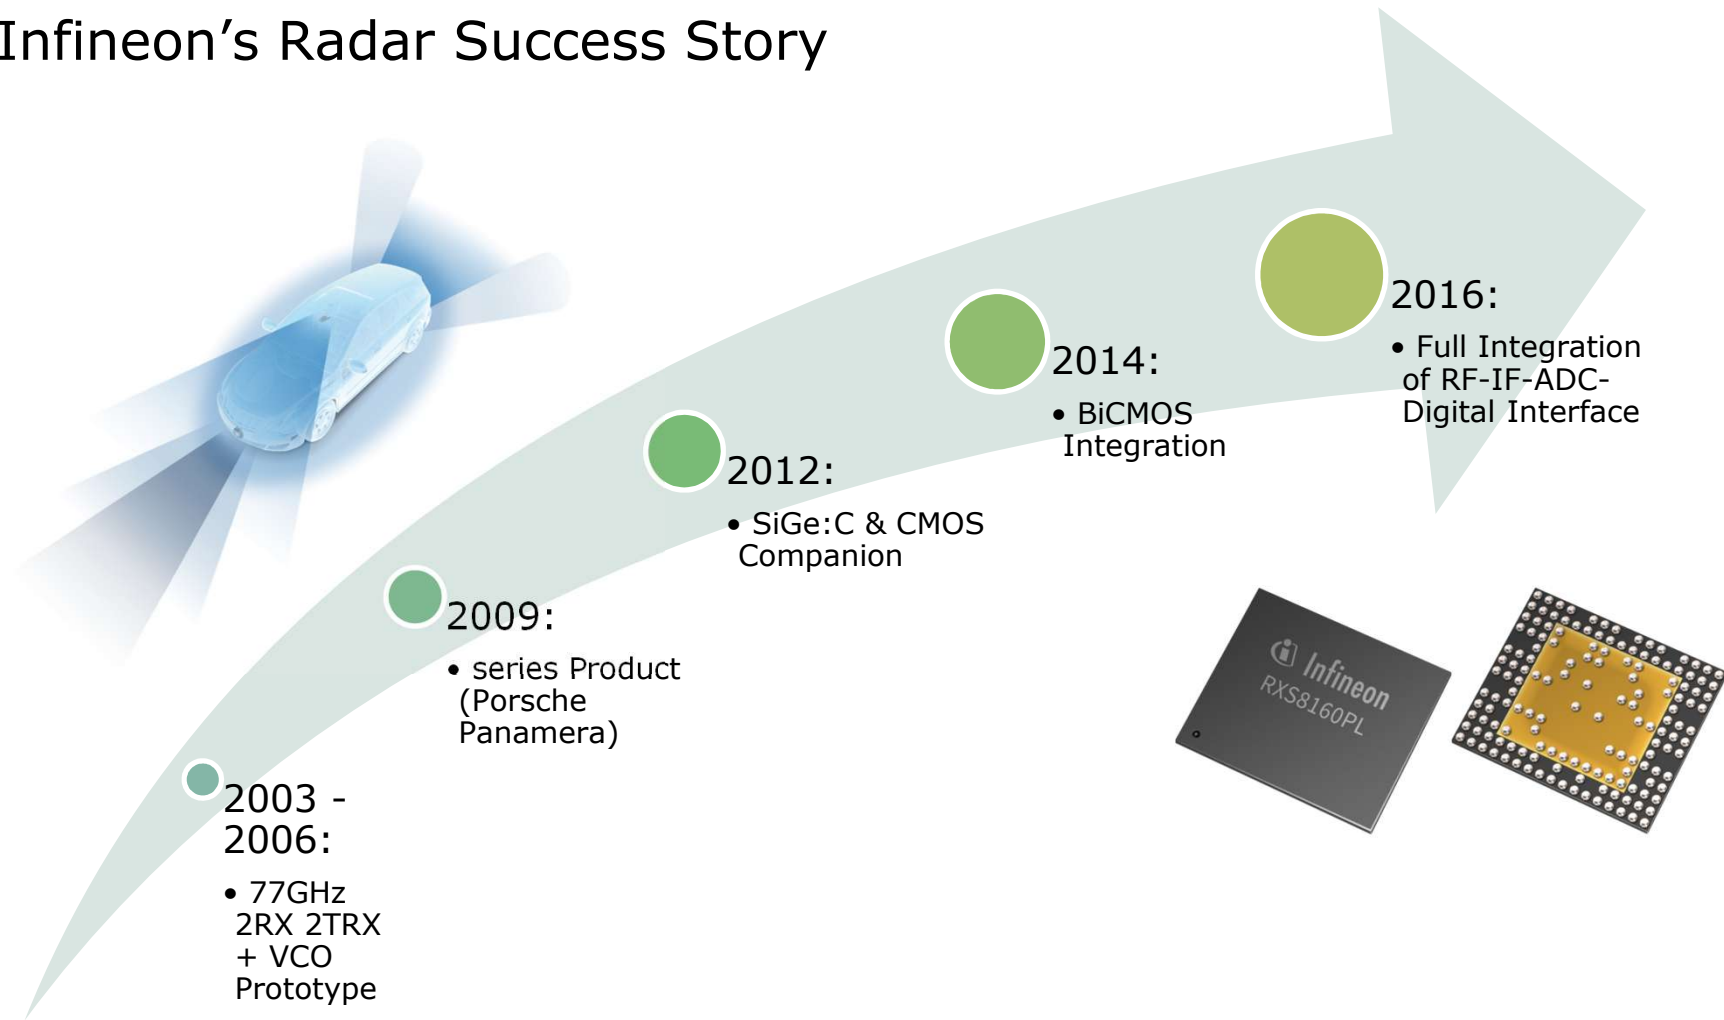 Infineon’s Radar Success Story
2016:
• Full Integration
of RF-IF-ADC-
Digital Interface
2014:
• BiCMOS
Integration
2012:
• SiGe:C & CMOS
Companion
2009:
• series Product
(Porsche
Panamera)
2003 -
2006:
• 77GHz
2RX 2TRX
+ VCO
Prototype
Infineon
RXS8160PL